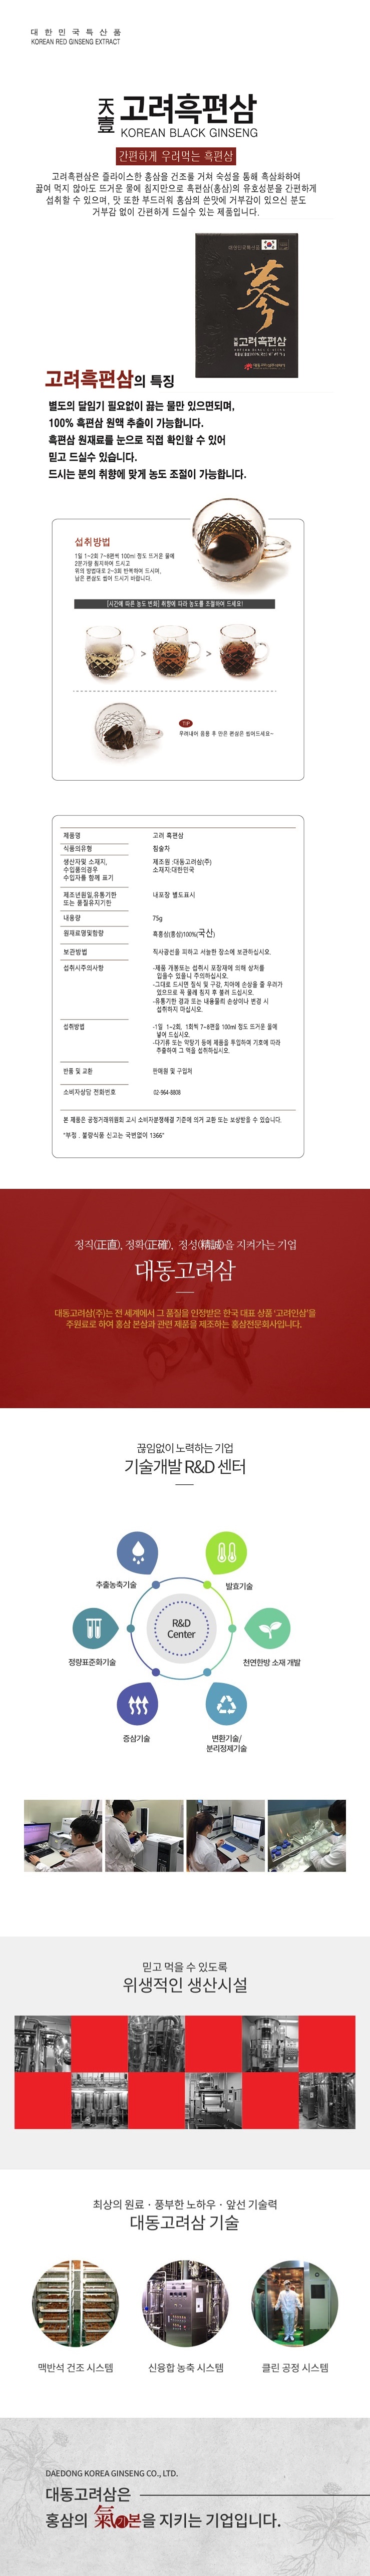 대 한 민 국 특 산 품
KOREAN RED GINSENG EXTRACT
天壹 고려흑편삼
KOREAN BLACK GINSENG
간편하게 우려먹는 흑편삼
고려흑편삼은 슬라이스한 홍삼을 건조물 거쳐 숙성을 통해 흑삼화하여
끓여 먹지 않아도 뜨거운 물에 침지만으로 흑편삼(홍삼)의 유효성분을 간편하게
섭취할 수 있으며, 맛 또한 부드러워 홍삼의 쓴맛에 거부감이 있으신 분도
거부감 없이 간편하게 드실수 있는 제품입니다.
대한민국특산품
蔘
天壹 고려흑편삼
고려흑편삼의 특징
별도의 달임기 필요없이 끓는 물만 있으면되며,
100% 흑편삼 원액 추출이 가능합니다.
흑편삼 원재료를 눈으로 직접 확인할 수 있어
믿고 드실수 있습니다.
드시는 분의 취향에 맞게 농도 조절이 가능합니다.
섭취방법
1일 1~2회 7~8편씩 100ml 정도 뜨거운 물에
2분가량 침지하여 드시고
위의 방법대로 2~3회 반복하여 드시며,
남은 편삼도 씹어 드시기 바랍니다.
[시간에 따른 농도 변화] 취향에 따라 농도를 조절하여 드세요!
> >
TIP
우려내어 음용 후 안은 편삼은 씹어드세요~
제품명 고려 흑편삼
식품의유형 침출차
생산자및 소재지, 제조원 :대동고려삼(주)
수입품의경우 소재지:대한민국
수입자를 함께 표기
제조년원일,유통기한 내포장 별도표시
또는 품질유지기한
내용량 75g
원재료명및함량 흑홍삼(홍삼)100%(국산)
보관방법 직사광선을 피하고 서늘한 장소에 보관하십시오.
섭취시주의사항 -제품 개봉또는 섭취시 포장재에 의해 상처를
입을수 있을니 주의하십시오.
-그대로 드시면 질식 및 구강, 치아에 손상을 줄 우려가
있으므로 꼭 물래 침지 후 불려 드십시오.
-유통기한 경과 또는 내용물희 손상이나 변경 시
섭취하지 마십시오.
섭취방법 -1일 1~2회, 1회씩 7~8편을 100ml 정도 뜨거운 물에
넣어 드십시오.
-다기류 또는 약탕기 등에 제품을 투입하여 기호에 따라
추출하여 그 액을 섭취하십시오.
반품 및 교환 판매원 및 구입처
소비자상담 전화번호 02-964-8808
본 제품은 공정거래위원회 고시 소비자분쟁해결 기준에 의거 교환 또는 보상받을 수 있습니다.
"부정 . 불량식품 신고는 국번없이 1366"
정직(正直), 정확(正確), 정성(精誠)을 지켜가는 기업
대동고려삼
대동고려삼(주)는 전 세계에서 그 품질을 인정받은 한국 대표 상품 '고려인삼'을
주원료로 하여 홍삼 본삼과 관련 제품을 제조하는 홍삼전문회사입니다.
끊임없이 노력하는 기업
기술개발 R&D 센터
추출농축기술 발효기술
R&D
Center
정량표준화기술 천연한방 소재 개발
증삼기술 변환기술/
분리정제기술
믿고 먹을 수 있도록
위생적인 생산시설
최상의 원료 · 풍부한 노하우 · 앞선 기술력
대동고려삼 기술
맥반석 건조 시스템 신융합 농축 시스템 클린 공정 시스템
DAEDONG KOREA GINSENG CO., LTD.
대동고려삼은
홍삼의 氣기본을 지키는 기업입니다.